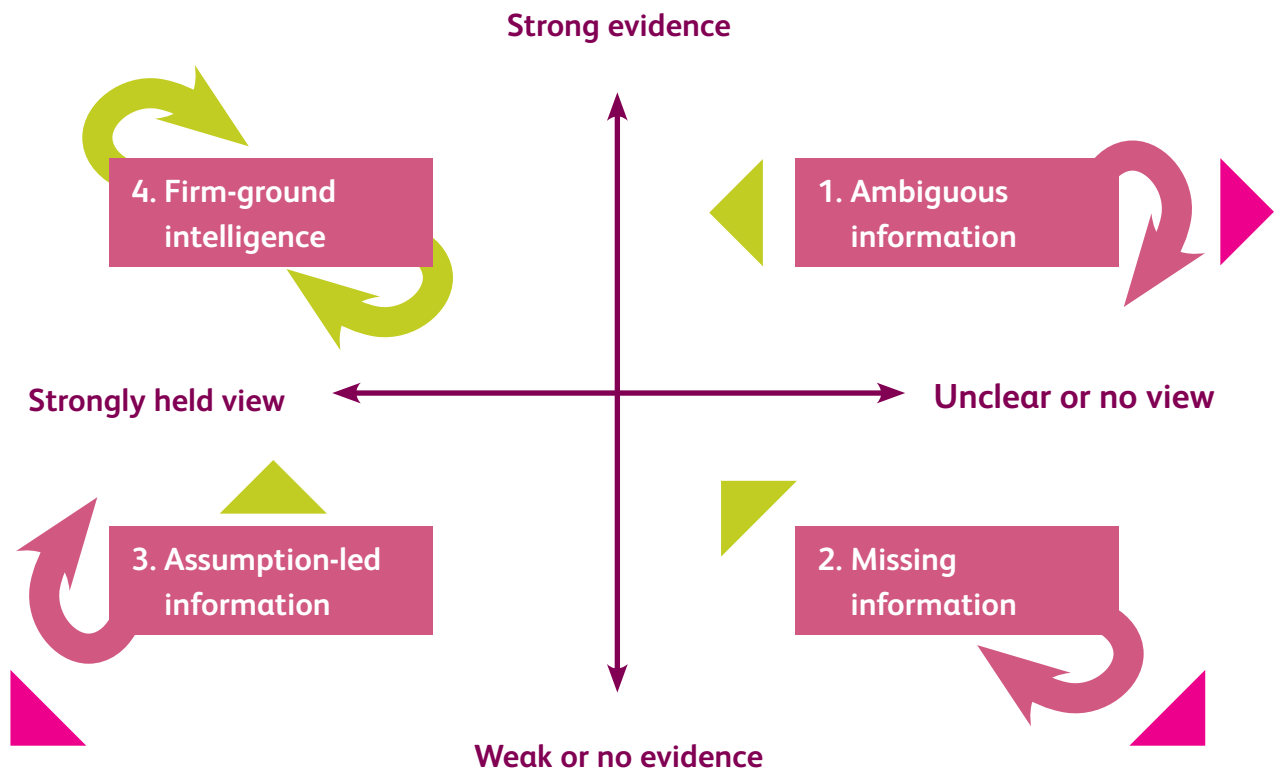 Strong evidence
4. Firm-ground
intelligence
1. Ambiguous
information
Strongly held view
Unclear or no view
3. Assumption-led
information
2. Missing
information
Weak or no evidence